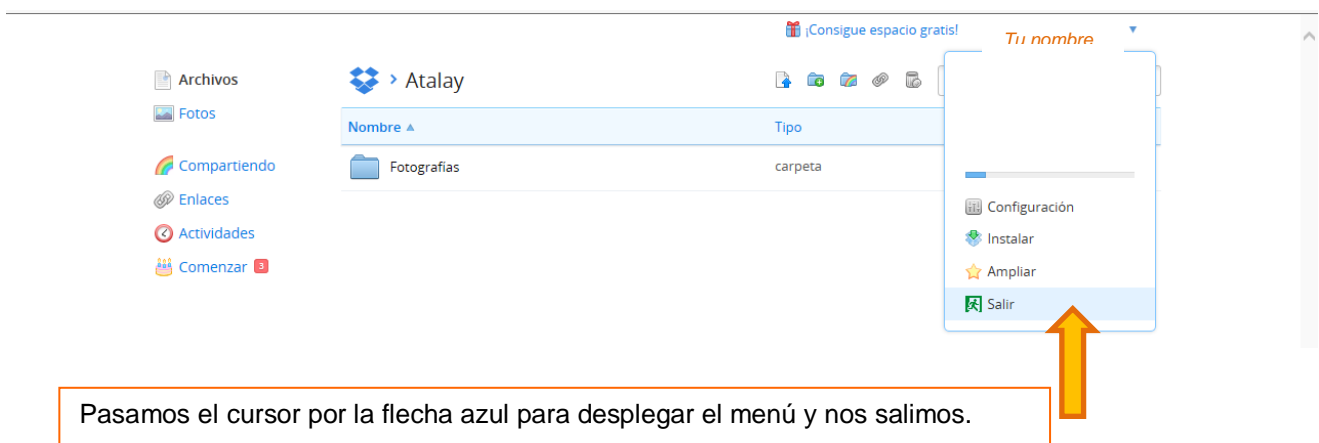 ¡Consigue espacio gratis!
Tu nombre
Archivos
Atalay
Fotos
Nombre
Tipo
Compartiendo
Fotografías
carpeta
Enlaces
Configuración
Actividades
Instalar
Comenzar 3
Ampliar
Salir
Pasamos el cursor por la flecha azul para desplegar el menú y nos salimos.